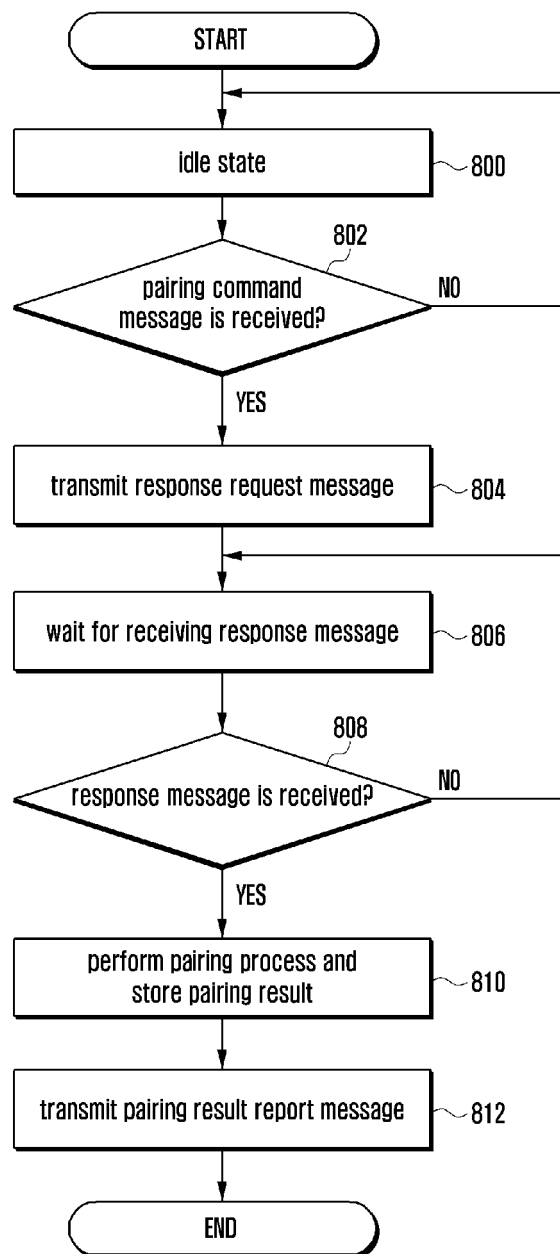 START
idle state
800
802
pairing command
message is received?
NO
YES
transmit response request message
804
wait for receiving response message
806
808
response message is received?
NO
YES
perform pairing process and
store pairing result
810
transmit pairing result report message
812
END